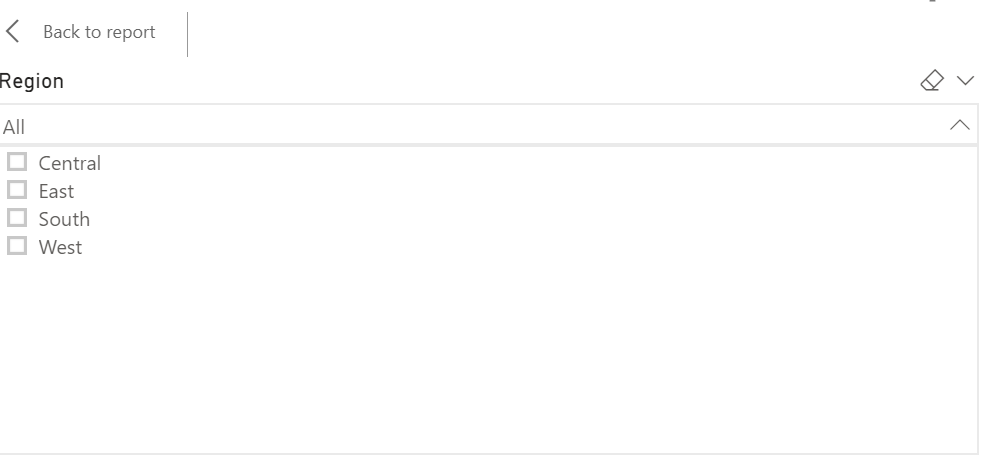 Back to report
Region
All
Central
East
South
West